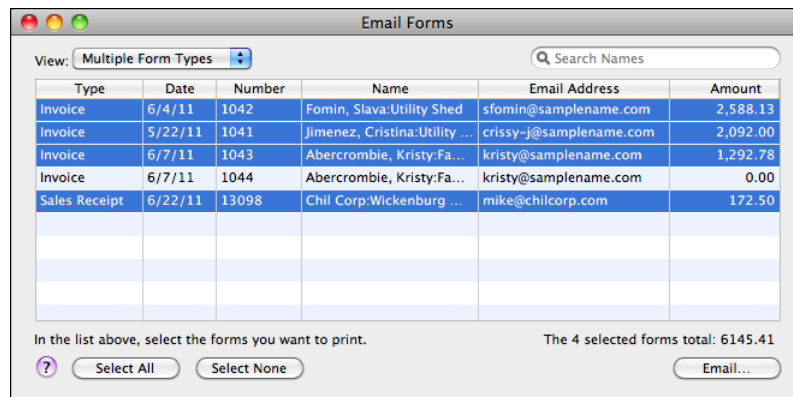 Email Forms
View: Multiple Form Types Search Names
Type Date Number Name Email Address Amount
Invoice 6/4/11 1042 Fomin, Slava:Utility Shed sfomin@samplename.com 2,588.13
Invoice 5/22/11 1041 Jimenez, Cristina:Utility ... crissy-j@samplename.com 2,092.00
Invoice 6/7/11 1043 Abercrombie, Kristy:Fa... kristy@samplename.com 1,292.78
Invoice 6/7/11 1044 Abercrombie, Kristy:Fa... kristy@samplename.com 0.00
Sales Receipt 6/22/11 13098 Chil Corp:Wickenburg ... mike@chilcorp.com 172.50
In the list above, select the forms you want to print. The 4 selected forms total: 6145.41
? Select All Select None Email...